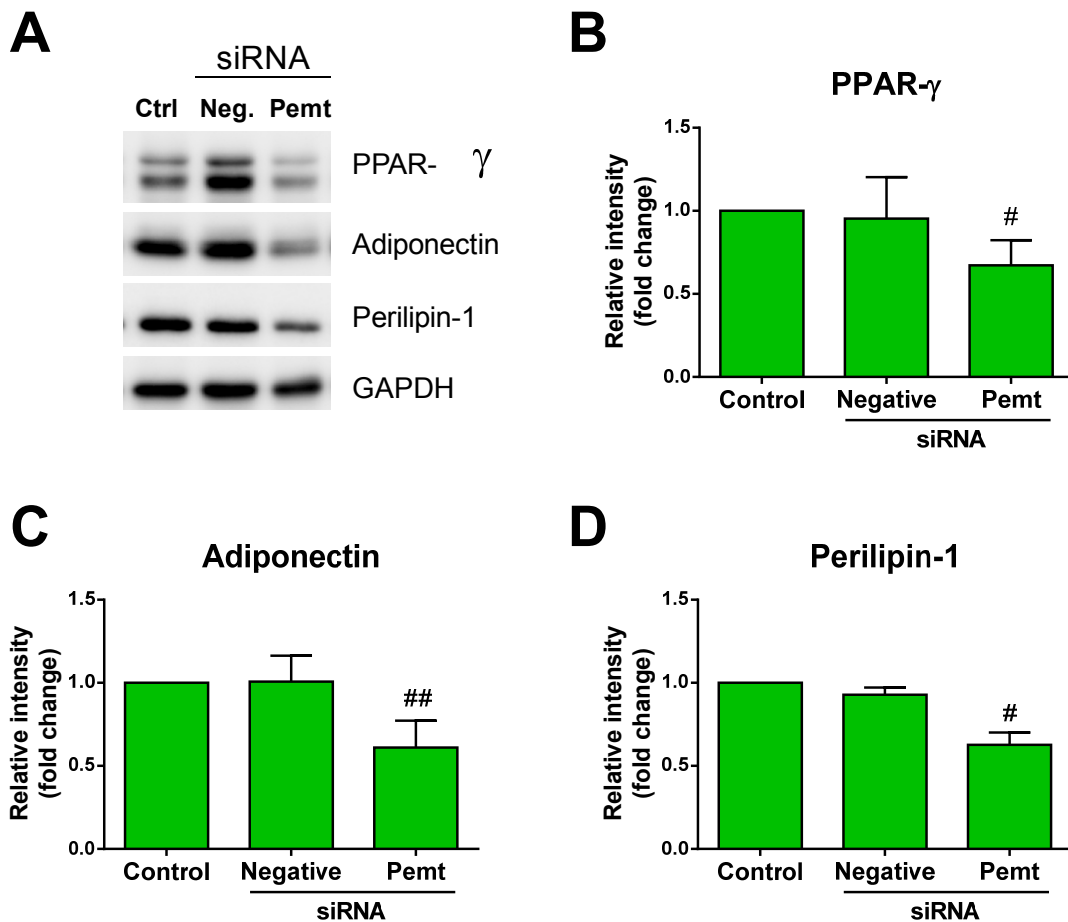 A
siRNA
Ctrl Neg. Pemt
PPAR- γ
Adiponectin
Perilipin-1
GAPDH
B
PPAR-γ
Relative intensity
(fold change)
1.5
1.0
0.5
0.0
#
Control Negative Pemt
siRNA
C
Adiponectin
Relative intensity
(fold change)
1.5
1.0
0.5
0.0
##
Control Negative Pemt
siRNA
D
Perilipin-1
Relative intensity
(fold change)
1.5
1.0
0.5
0.0
#
Control Negative Pemt
siRNA